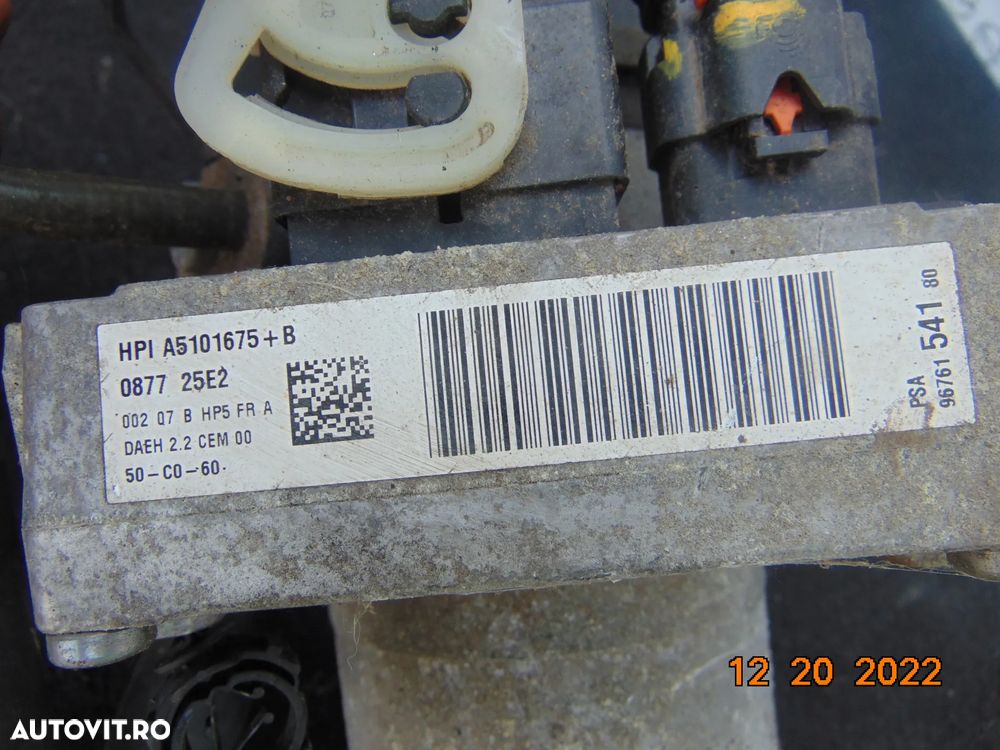 HPI A5101675+B
0877 25E2
002 07 B HP5 FR A
DAEH 2.2 CEM 00
50-C0-60.
PSA
96761 541 80
12 20 2022
AUTOVIT.RO